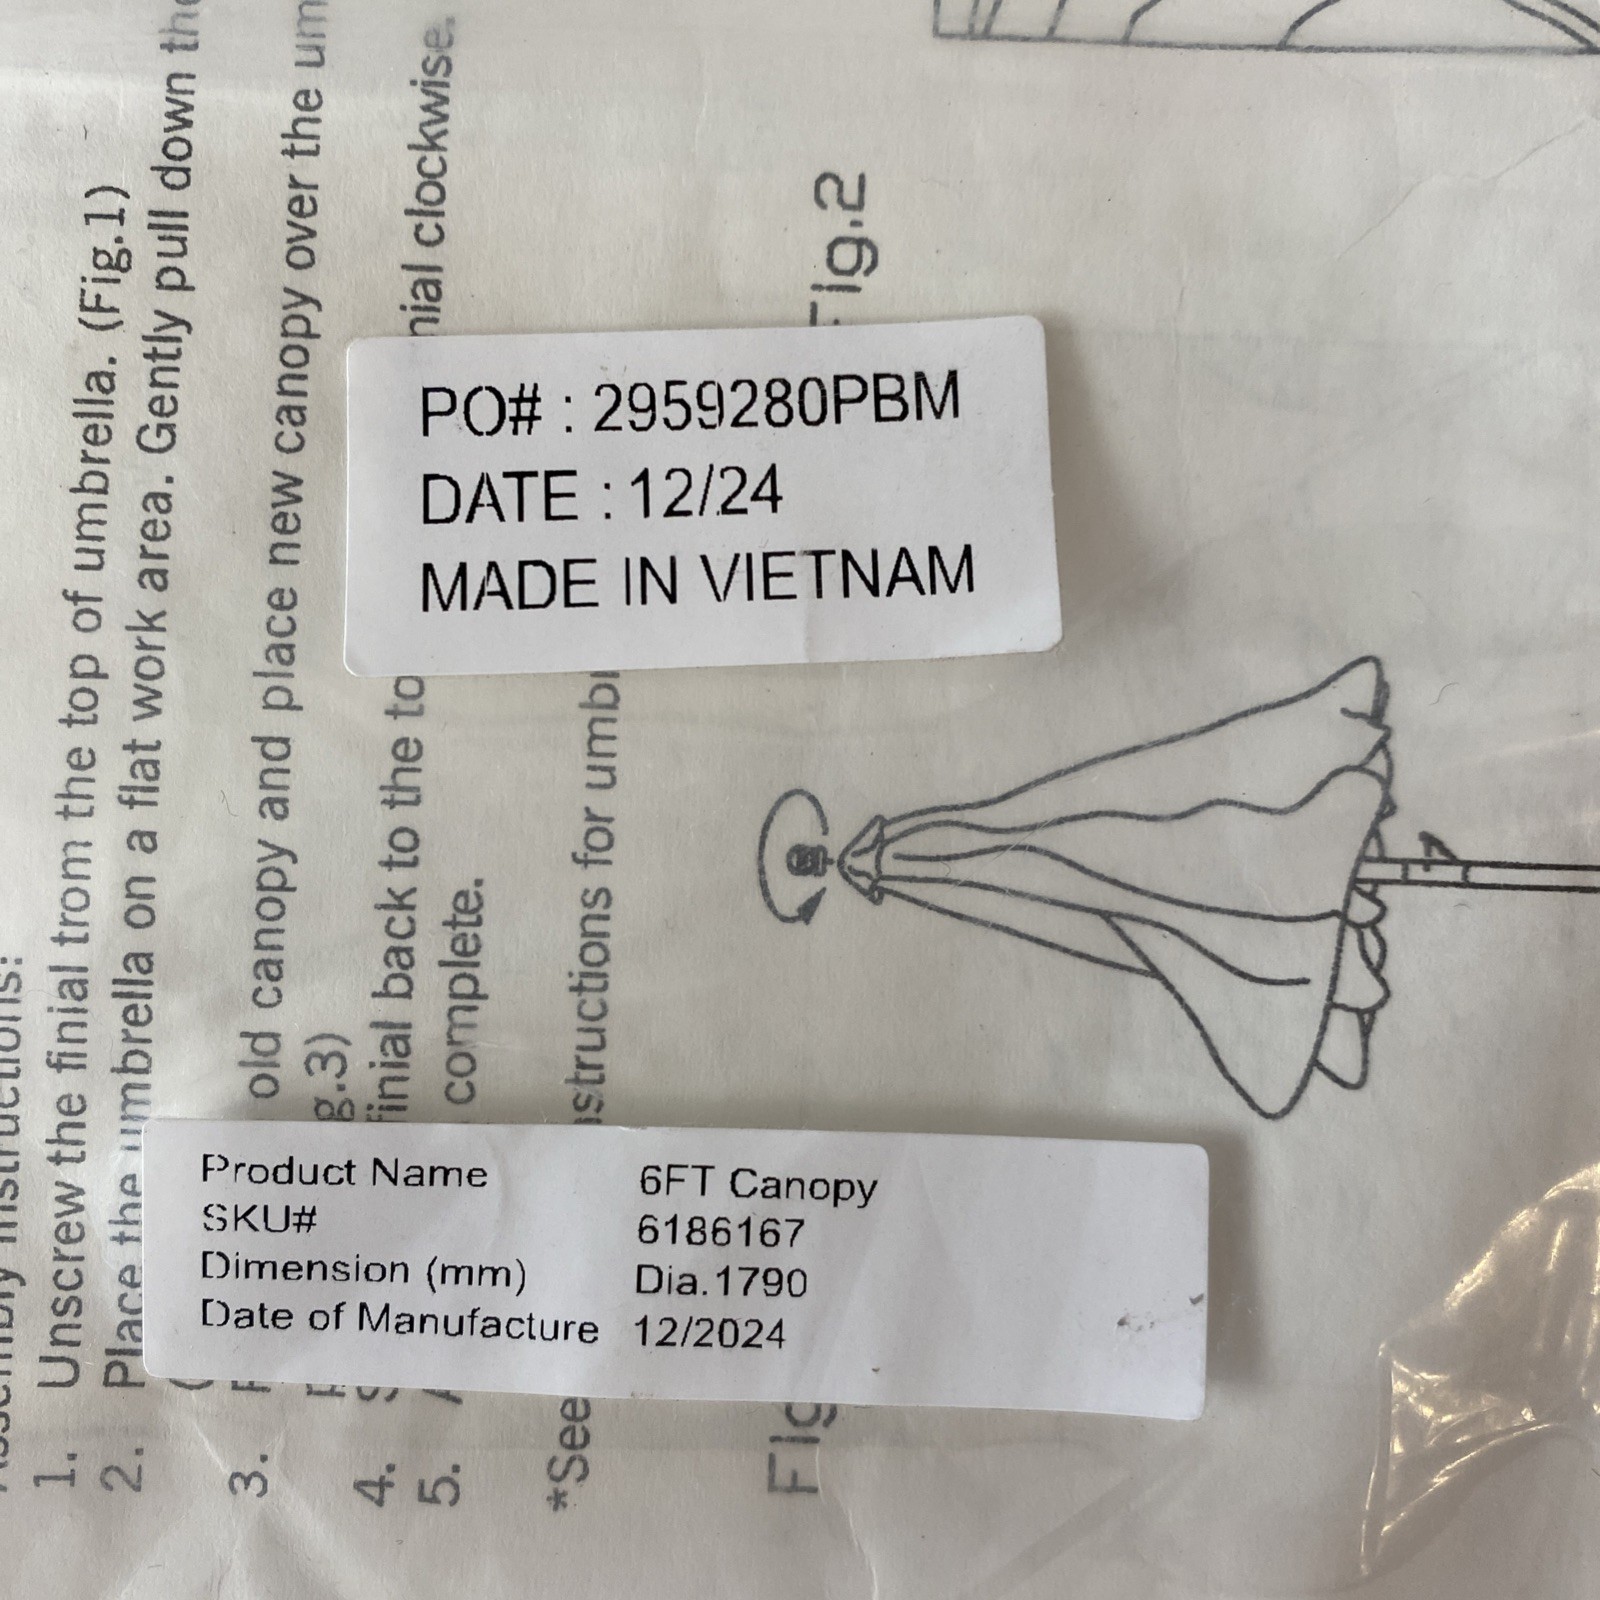 PO# : 2959280PBM
DATE : 12/24
MADE IN VIETNAM
Product Name 6FT Canopy
SKU# 6186167
Dimension (mm) Dia.1790
Date of Manufacture 12/2024
1. Unscrew the finial trom the top of umbrella. (Fig.1)
2. Place the umbrella on a flat work area. Gently pull down the
3. old canopy and place new canopy over the
4. finial back to the clockwise.
5. complete.
*See for
Fig.2